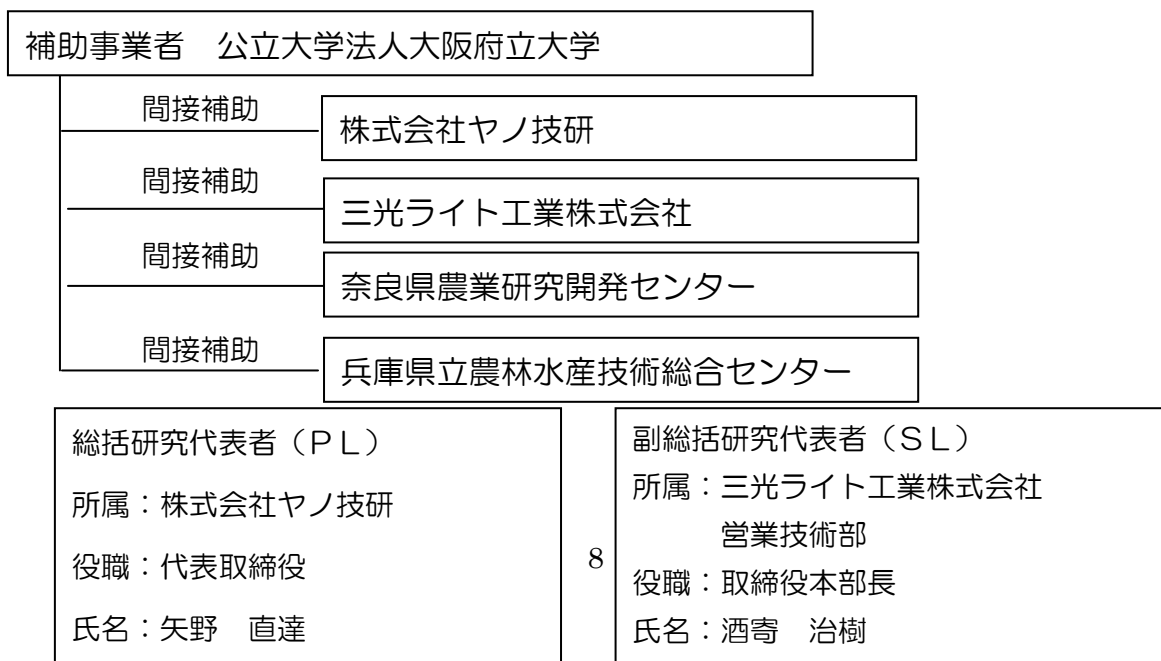 補助事業者　公立大学法人大阪府立大学
間接補助
株式会社ヤノ技研
間接補助
三光ライト工業株式会社
間接補助
奈良県農業研究開発センター
間接補助
兵庫県立農林水産技術総合センター
総括研究代表者（ＰＬ）
所属：株式会社ヤノ技研
役職：代表取締役
氏名：矢野　直達
8
副総括研究代表者（ＳＬ）
所属：三光ライト工業株式会社
営業技術部
役職：取締役本部長
氏名：酒寄　治樹